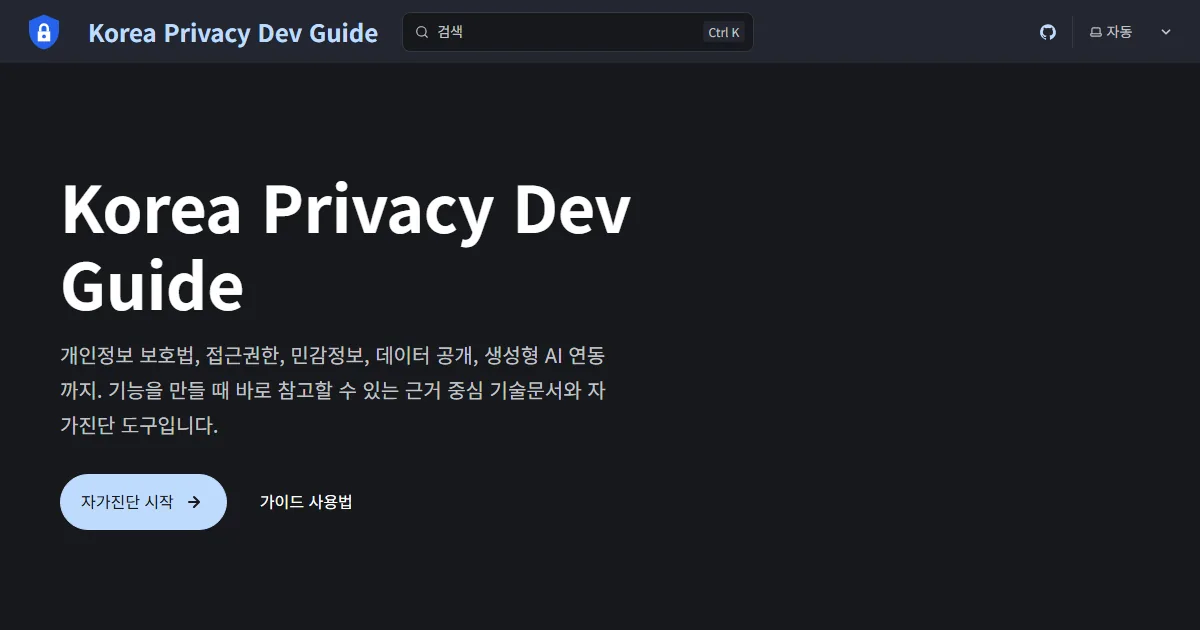 Korea Privacy Dev Guide
검색
Ctrl K
자동
Korea Privacy Dev
Guide
개인정보 보호법, 접근권한, 민감정보, 데이터 공개, 생성형 AI 연동
까지. 기능을 만들 때 바로 참고할 수 있는 근거 중심 기술문서와 자
가진단 도구입니다.
자가진단 시작
가이드 사용법